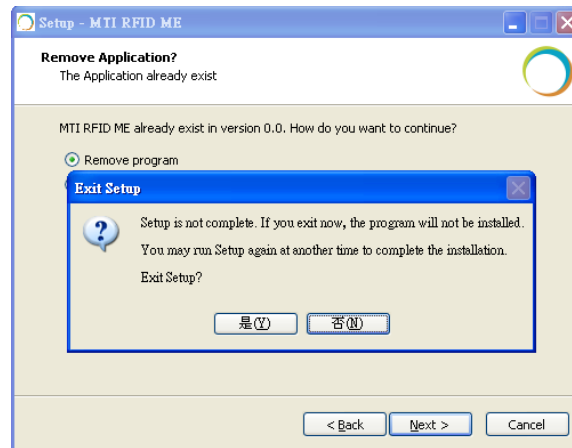 Setup - MTI RFID ME
Remove Application?
The Application already exist
MTI RFID ME already exist in version 0.0. How do you want to continue?
Remove program
Exit Setup
Setup is not complete. If you exit now, the program will not be installed.
You may run Setup again at another time to complete the installation.
Exit Setup?
是(Y) 否(N)
< Back Next > Cancel